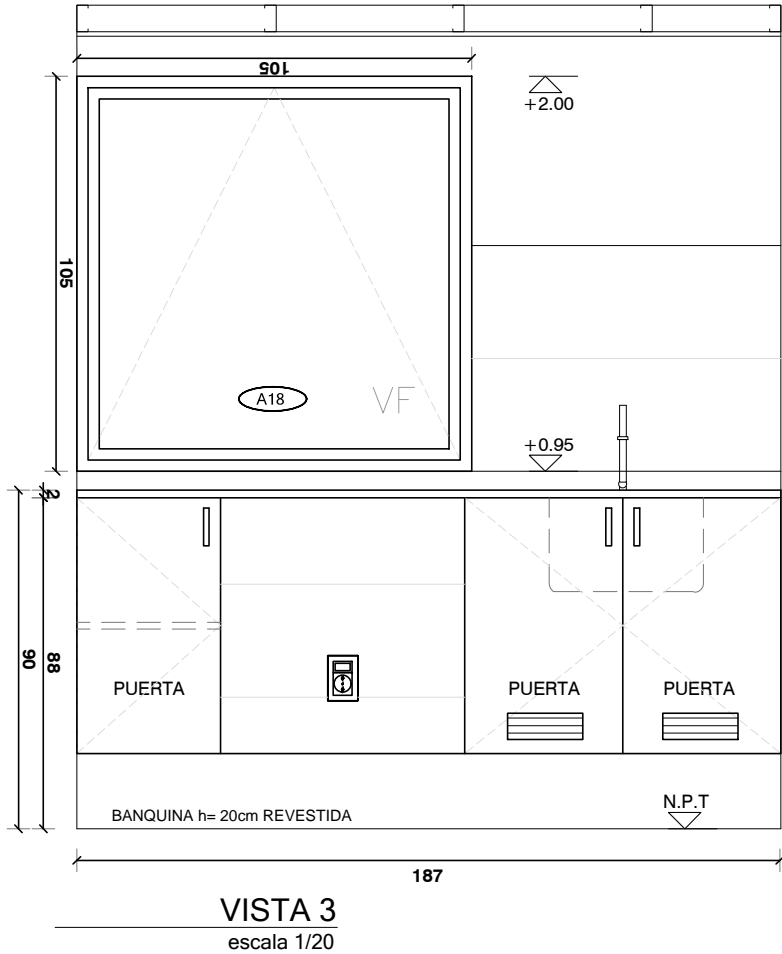 105
+2.00
105
A18
VF
+0.95
2
90
88
PUERTA
PUERTA
PUERTA
BANQUINA h= 20cm REVESTIDA
N.P.T
187
VISTA 3
escala 1/20